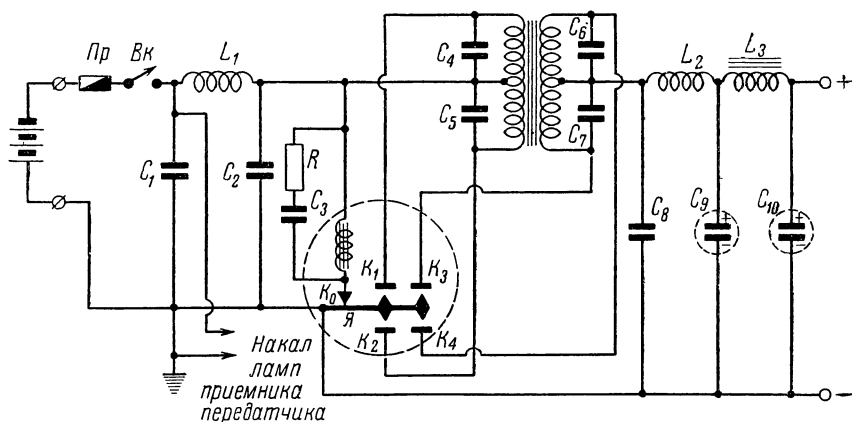 Пр Вк L₁ C₄ C₆ L₂ L₃ +
C₅ C₇
R
C₁ C₂ C₃ C₈ C₉ + C₁₀ +
K₁ K₃
K₀
Я
K₂ K₄
Накал
ламп
приемника
передатчика
−